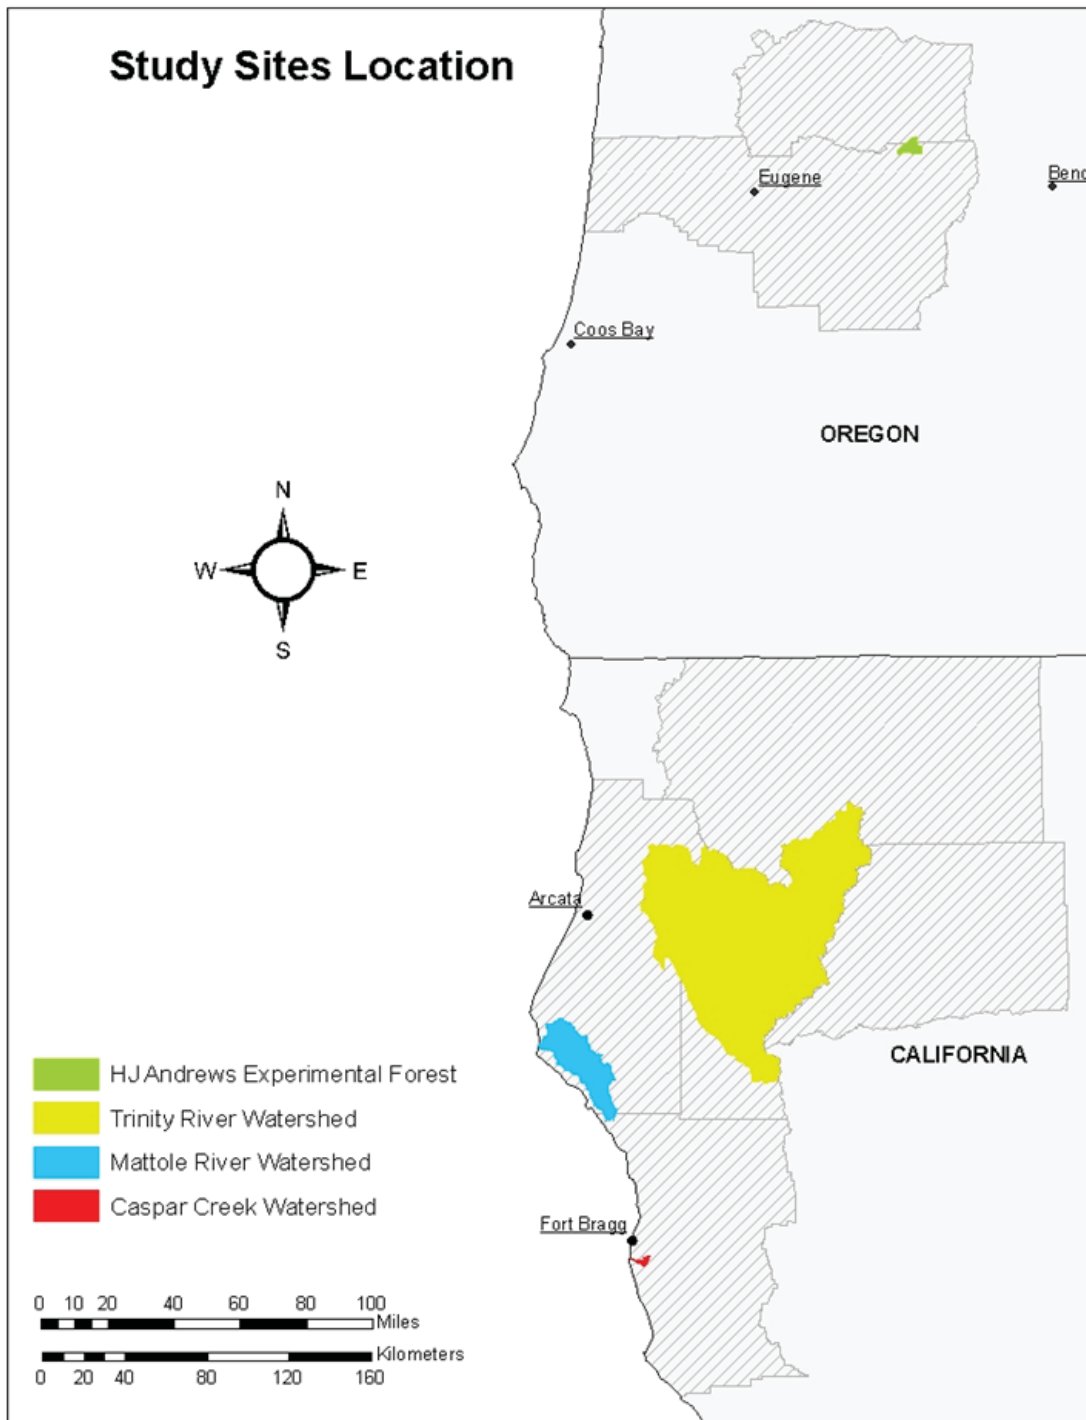 Study Sites Location
Eugene
Coos Bay
OREGON
N
W E
S
Arcata
CALIFORNIA
HJ Andrews Experimental Forest
Trinity River Watershed
Mattole River Watershed
Caspar Creek Watershed
Fort Bragg
0 10 20 40 60 80 100
Miles
Kilometers
0 20 40 80 120 160